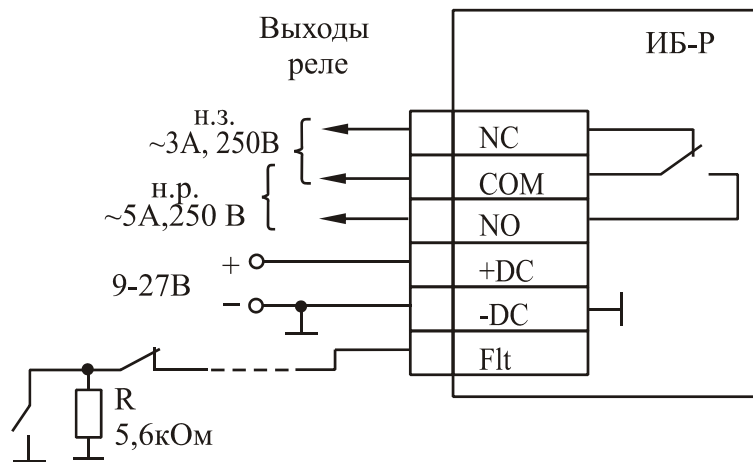 Выходы
реле
ИБ-Р
н.з.
~3А, 250В
н.р.
~5А,250 В
NC
COM
NO
+DC
-DC
Flt
+
9-27В
–
R
5,6кОм